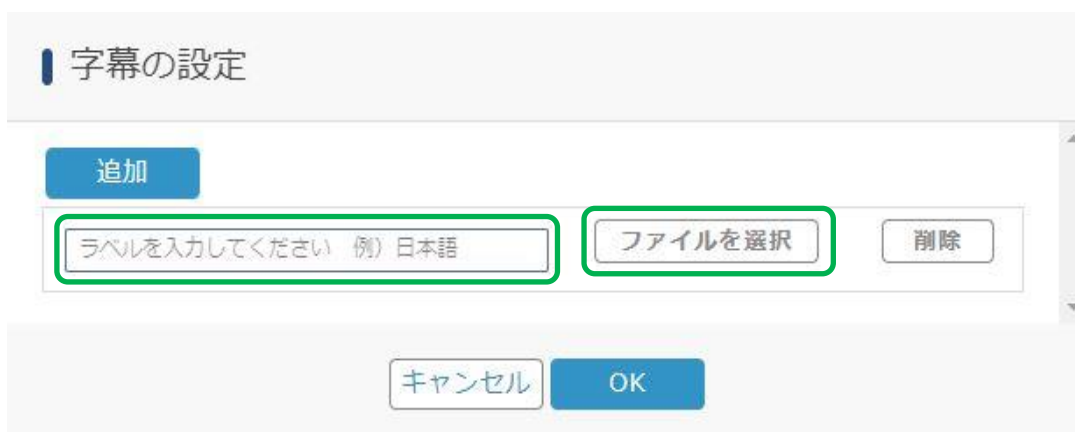 字幕の設定
追加
ラベルを入力してください　例）日本語
ファイルを選択
削除
キャンセル
OK